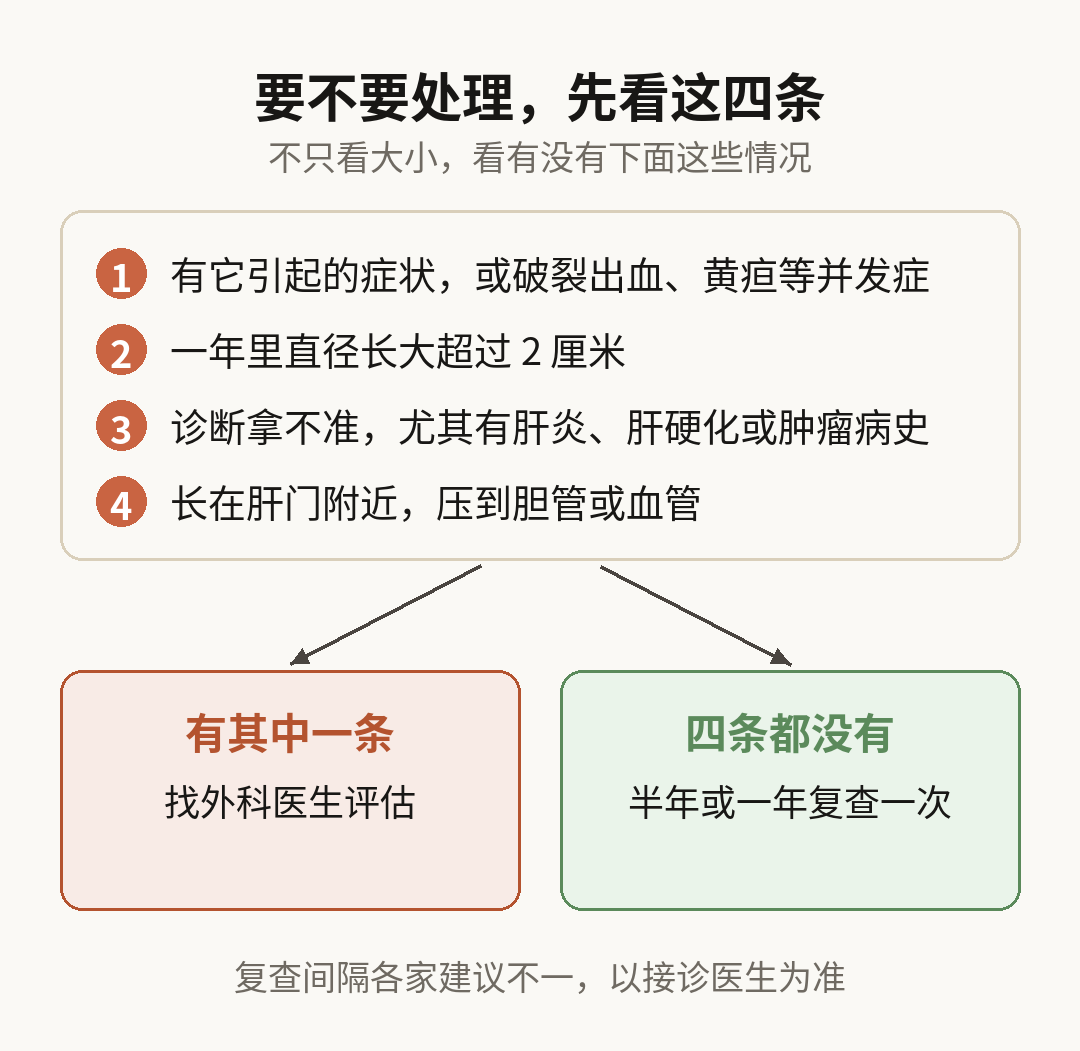 要不要处理，先看这四条
不只看大小，看有没有下面这些情况
1 有它引起的症状，或破裂出血、黄疸等并发症
2 一年里直径长大超过 2 厘米
3 诊断拿不准，尤其有肝炎、肝硬化或肿瘤病史
4 长在肝门附近，压到胆管或血管
有其中一条
找外科医生评估
四条都没有
半年或一年复查一次
复查间隔各家建议不一，以接诊医生为准